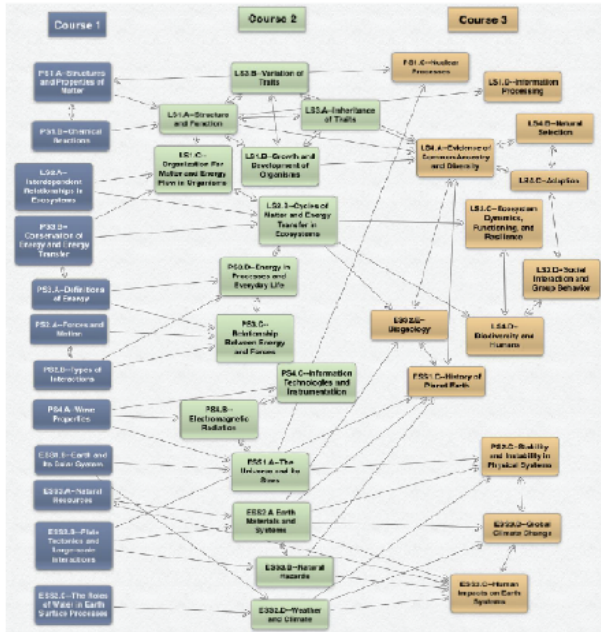 Course 1
Course 2
Course 3
PS1.A--Structures
and Properties of
Matter
PS1.B--Chemical
Reactions
LS2.A--
Interdependent
Relationships in
Ecosystems
PS3.B--
Conservation of
Energy and Energy
Transfer
PS3.A--Definitions
of Energy
PS2.A--Forces and
Motion
PS2.B--Types of
Interactions
PS4.A--Wave
Properties
ESS1.B--Earth and
Its Solar System
ESS3.A--Natural
Resources
ESS2.B--Plate
Tectonics and
Large-scale
Interactions
ESS2.C--The Roles
of Water in Earth
Surface Processes
LS3.B--Variation of
Traits
LS1.A--Structure
and Function
LS3.A--Inheritance
of Traits
LS1.C--
Organization For
Matter and Energy
Flow in Organisms
LS1.B--Growth and
Development of
Organisms
LS2.B--Cycles of
Matter and Energy
Transfer in
Ecosystems
PS3.D--Energy in
Processes and
Everyday Life
PS3.C--
Relationship
Between Energy
and Forces
PS4.C--Information
Technologies and
Instrumentation
PS4.B--
Electromagnetic
Radiation
ESS1.A--The
Universe and Its
Stars
ESS2.A Earth
Materials and
Systems
ESS3.B--Natural
Hazards
ESS2.D--Weather
and Climate
PS1.C--Nuclear
Processes
LS1.D--Information
Processing
LS4.B--Natural
Selection
LS4.A--Evidence of
Common Ancestry
and Diversity
LS4.C--Adaption
LS2.C--Ecosystem
Dynamics,
Functioning, and
Resilience
LS2.D--Social
Interaction and
Group Behavior
ESS2.E--
Biogeology
LS4.D--
Biodiversity and
Humans
ESS1.C--History of
Planet Earth
PS2.C--Stability
and Instability in
Physical Systems
ESS3.D--Global
Climate Change
ESS3.C--Human
Impacts on Earth
Systems